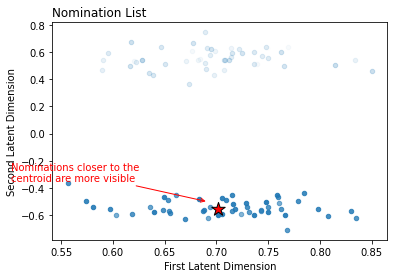 Nomination List
0.8
0.6
0.4
0.2
0.0
−0.2
−0.4
−0.6
Second Latent Dimension
Nominations closer to the
centroid are more visible
0.55 0.60 0.65 0.70 0.75 0.80 0.85
First Latent Dimension